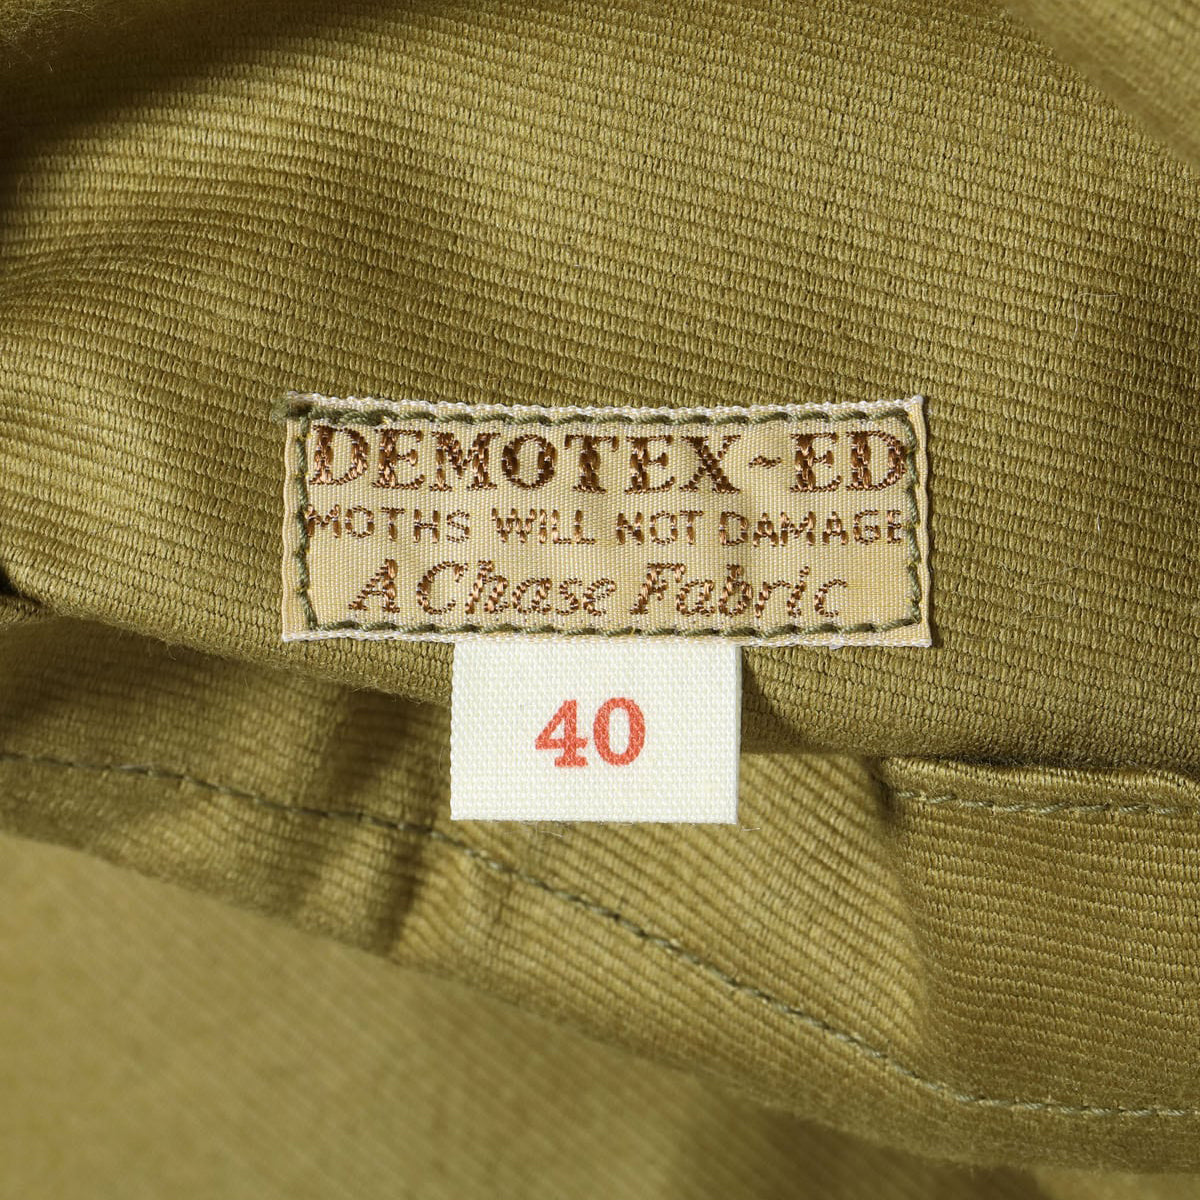 DEMOTEX-ED
MOTHS WILL NOT DAMAGE
A Chase Fabric
40